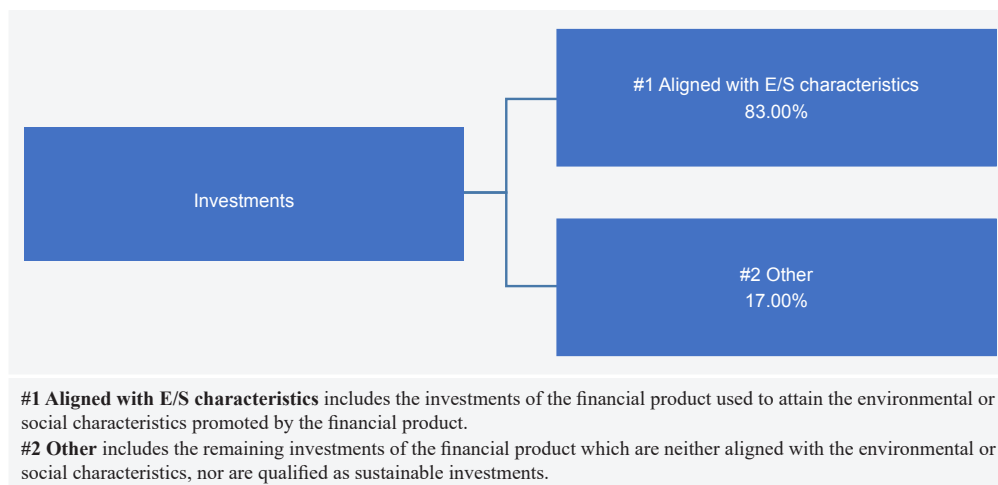 #1 Aligned with E/S characteristics
83.00%
Investments
#2 Other
17.00%
#1 Aligned with E/S characteristics includes the investments of the financial product used to attain the environmental or
social characteristics promoted by the financial product.
#2 Other includes the remaining investments of the financial product which are neither aligned with the environmental or
social characteristics, nor are qualified as sustainable investments.